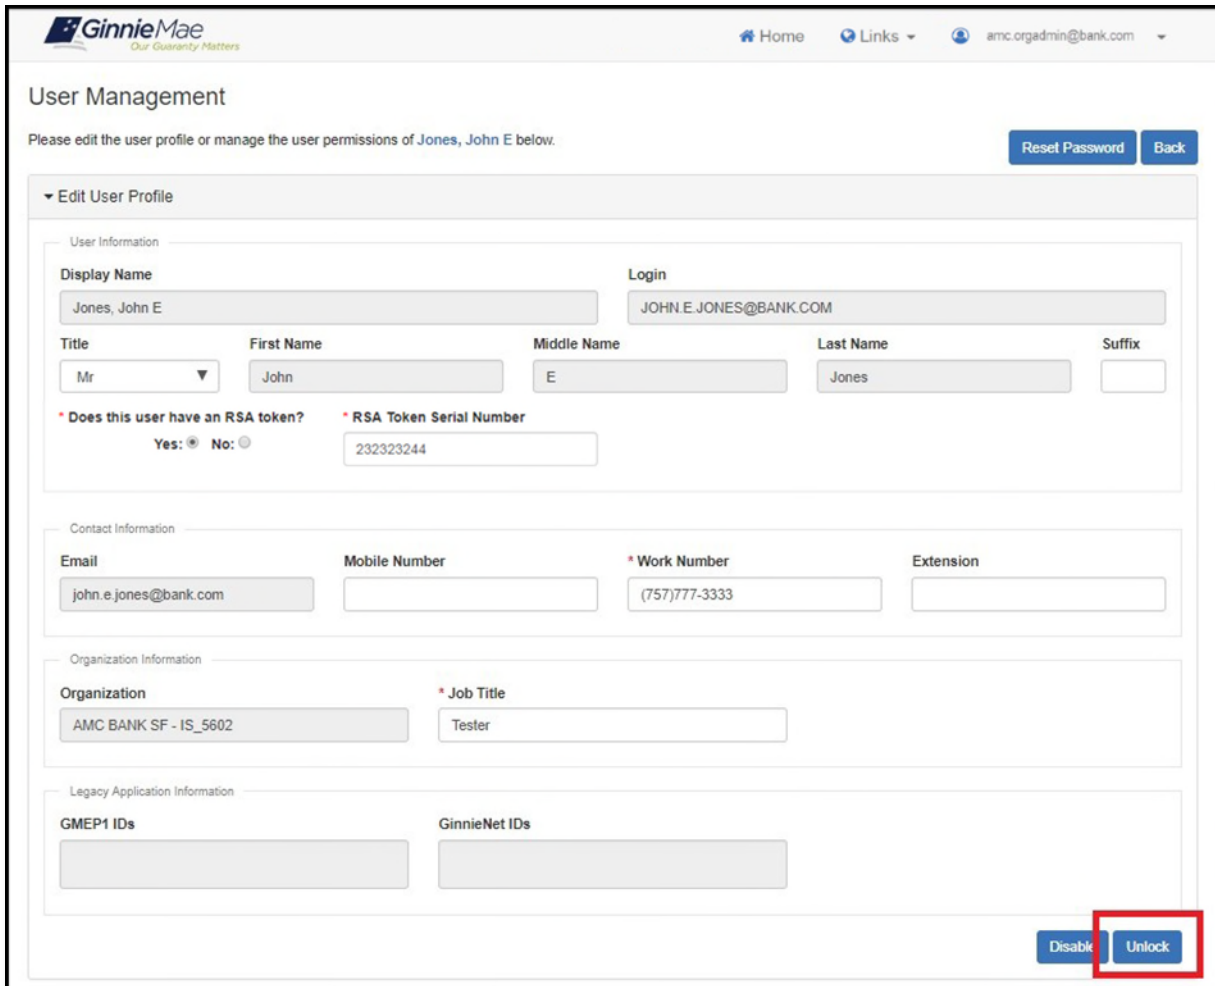 GinnieMae
Our Guaranty Matters
Home Links amc.orgadmin@bank.com
User Management
Please edit the user profile or manage the user permissions of Jones, John E below.
Reset Password Back
Edit User Profile
User Information
Display Name Login
Jones, John E JOHN.E.JONES@BANK.COM
Title First Name Middle Name Last Name Suffix
Mr John E Jones
* Does this user have an RSA token? * RSA Token Serial Number
Yes: No: 232323244
Contact Information
Email Mobile Number * Work Number Extension
john.e.jones@bank.com (757)777-3333
Organization Information
Organization * Job Title
AMC BANK SF - IS_5602 Tester
Legacy Application Information
GMEP1 IDs GinnieNet IDs
Disable Unlock